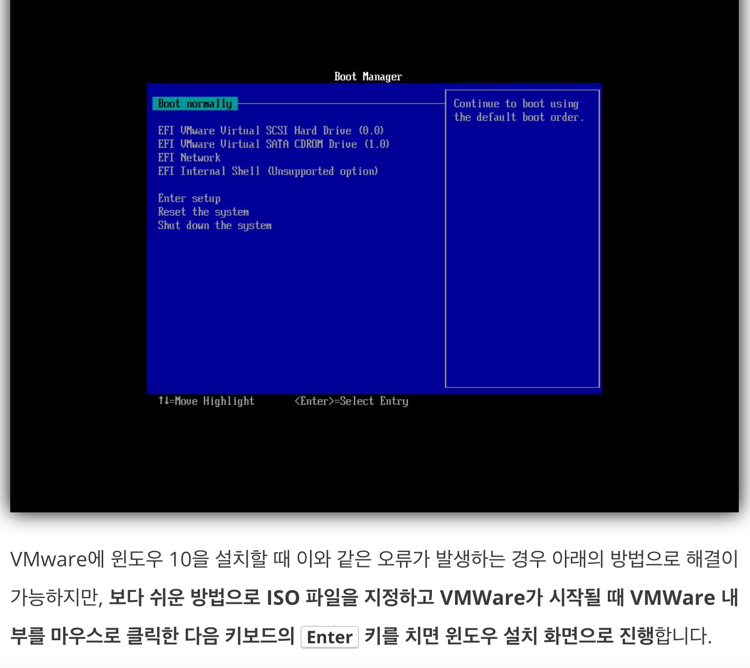 Boot Manager
Boot normally
Continue to boot using
the default boot order.
EFI VMware Virtual SCSI Hard Drive (0.0)
EFI VMware Virtual SATA CDROM Drive (1.0)
EFI Network
EFI Internal Shell (Unsupported option)
Enter setup
Reset the system
Shut down the system
↑↓=Move Highlight <Enter>=Select Entry
VMware에 윈도우 10을 설치할 때 이와 같은 오류가 발생하는 경우 아래의 방법으로 해결이
가능하지만, 보다 쉬운 방법으로 ISO 파일을 지정하고 VMWare가 시작될 때 VMWare 내
부를 마우스로 클릭한 다음 키보드의 Enter 키를 치면 윈도우 설치 화면으로 진행합니다.